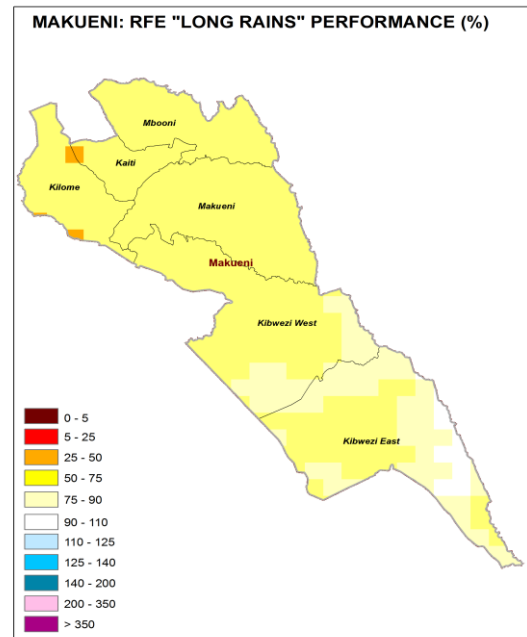 MAKUENI: RFE "LONG RAINS" PERFORMANCE (%)
Mbooni
Kaiti
Kilome
Makueni
Makueni
Kibwezi West
Kibwezi East
0 - 5
5 - 25
25 - 50
50 - 75
75 - 90
90 - 110
110 - 125
125 - 140
140 - 200
200 - 350
> 350